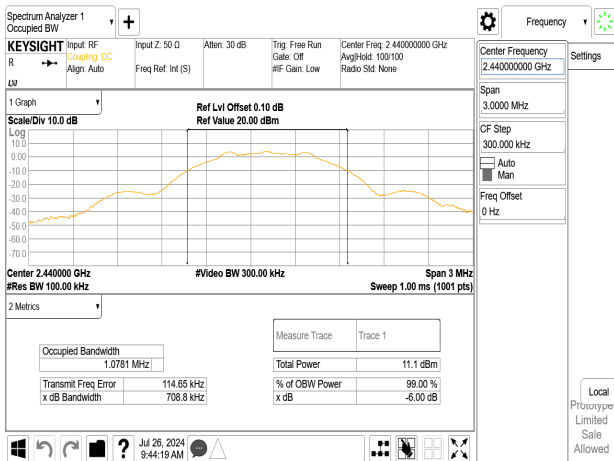 Spectrum Analyzer 1
Occupied BW
▼
+
Frequency
▼
KEYSIGHT
R
LXI
Input: RF
Coupling: DC
Align: Auto
Input Z: 50 Ω
Freq Ref: Int (S)
Atten: 30 dB
Trig: Free Run
Gate: Off
#IF Gain: Low
Center Freq: 2.440000000 GHz
Avg|Hold: 100/100
Radio Std: None
Center Frequency
2.440000000 GHz
Settings
Span
3.0000 MHz
CF Step
300.000 kHz
Auto
Man
Freq Offset
0 Hz
1 Graph
▼
Scale/Div 10.0 dB
Ref Lvl Offset 0.10 dB
Ref Value 20.00 dBm
Log
10.0
0.00
-10.0
-20.0
-30.0
-40.0
-50.0
-60.0
-70.0
Center 2.440000 GHz
#Video BW 300.00 kHz
Span 3 MHz
#Res BW 100.00 kHz
Sweep 1.00 ms (1001 pts)
2 Metrics
▼
Measure Trace
Trace 1
Occupied Bandwidth
1.0781 MHz
Total Power
11.1 dBm
Transmit Freq Error
114.65 kHz
% of OBW Power
99.00 %
x dB Bandwidth
708.8 kHz
x dB
-6.00 dB
Local
Prototype
Limited
Sale
Allowed
?
Jul 26, 2024
9:44:19 AM